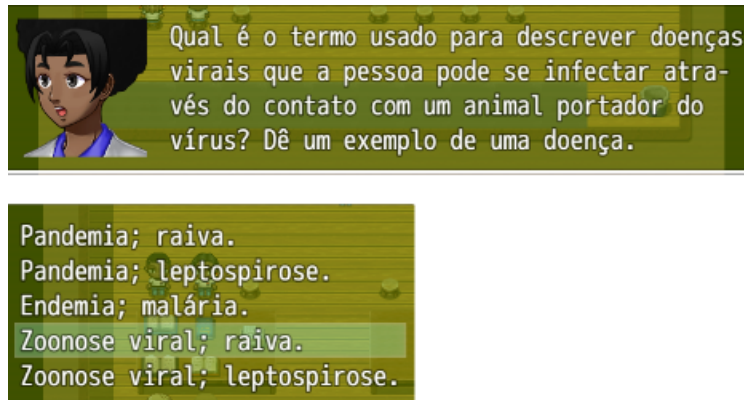 Qual é o termo usado para descrever doenças
virais que a pessoa pode se infectar atra-
vés do contato com um animal portador do
vírus? Dê um exemplo de uma doença.
Pandemia; raiva.
Pandemia; leptospirose.
Endemia; malária.
Zoonose viral; raiva.
Zoonose viral; leptospirose.